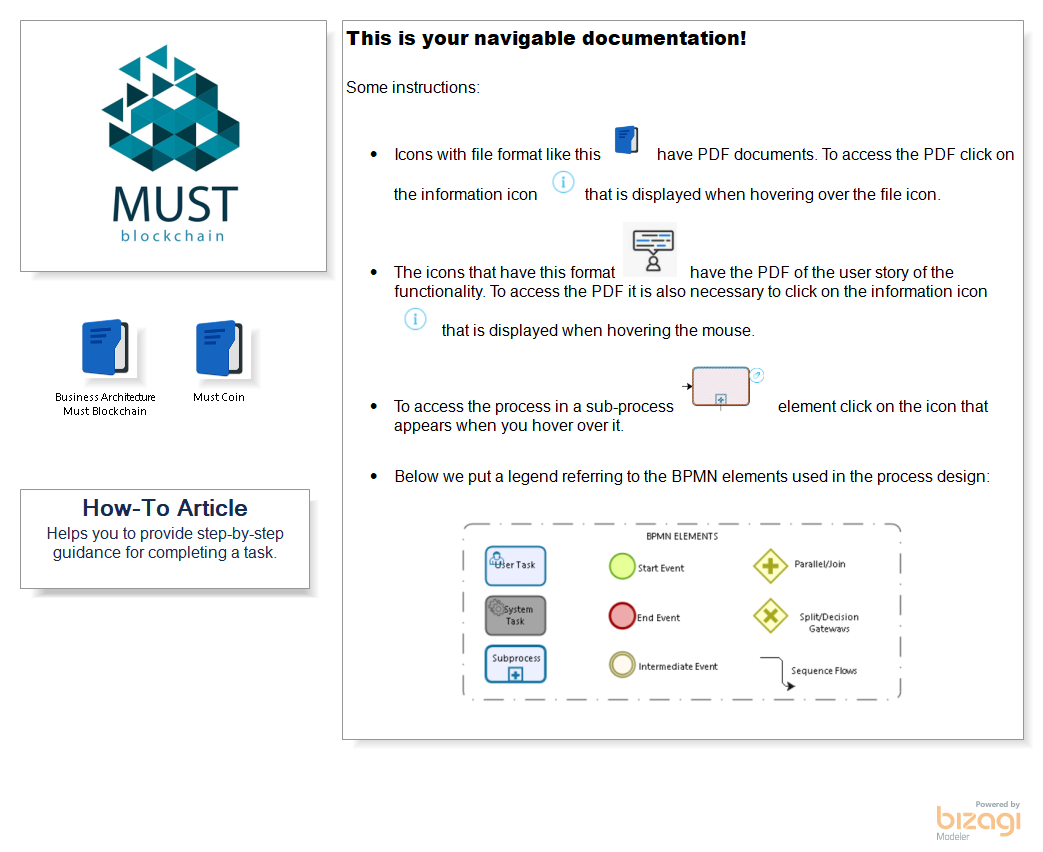 MUST
blockchain
Business Architecture
Must Blockchain
Must Coin
How-To Article
Helps you to provide step-by-step
guidance for completing a task.
This is your navigable documentation!
Some instructions:
• Icons with file format like this have PDF documents. To access the PDF click on
the information icon that is displayed when hovering over the file icon.
• The icons that have this format have the PDF of the user story of the
functionality. To access the PDF it is also necessary to click on the information icon
that is displayed when hovering the mouse.
• To access the process in a sub-process element click on the icon that
appears when you hover over it.
• Below we put a legend referring to the BPMN elements used in the process design:
BPMN ELEMENTS
User Task
Start Event
Parallel/Join
System
Task
End Event
Split/Decision
Gateways
Subprocess
Intermediate Event
Sequence Flows
Powered by
bizagi
Modeler